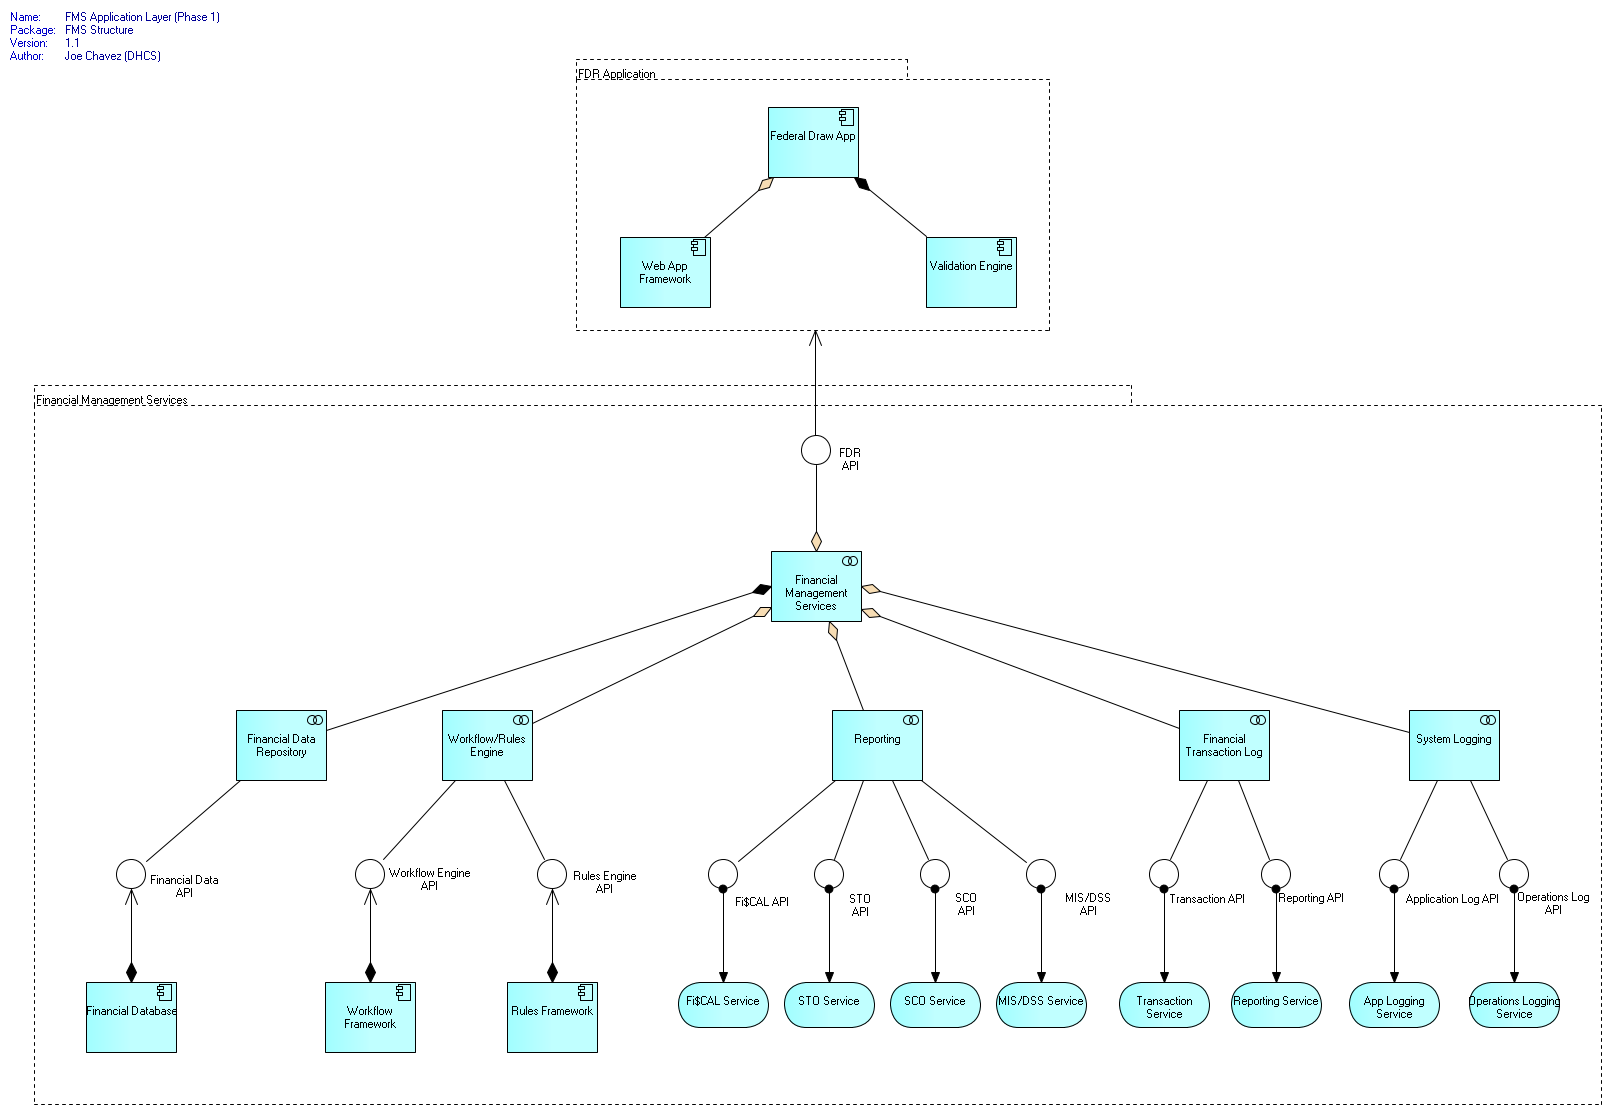 Name: FMS Application Layer (Phase 1)
Package: FMS Structure
Version: 1.1
Author: Joe Chavez (DHCS)
FDR Application
Federal Draw App
Web App
Framework
Validation Engine
Financial Management Services
FDR
API
Financial
Management
Services
Financial Data
Repository
Workflow/Rules
Engine
Reporting
Financial
Transaction Log
System Logging
Financial Data
API
Workflow Engine
API
Rules Engine
API
Fi$CAL API
STO
API
SCO
API
MIS/DSS
API
Transaction API
Reporting API
Application Log API
Operations Log
API
Financial Database
Workflow
Framework
Rules Framework
Fi$CAL Service
STO Service
SCO Service
MIS/DSS Service
Transaction
Service
Reporting Service
App Logging
Service
Operations Logging
Service